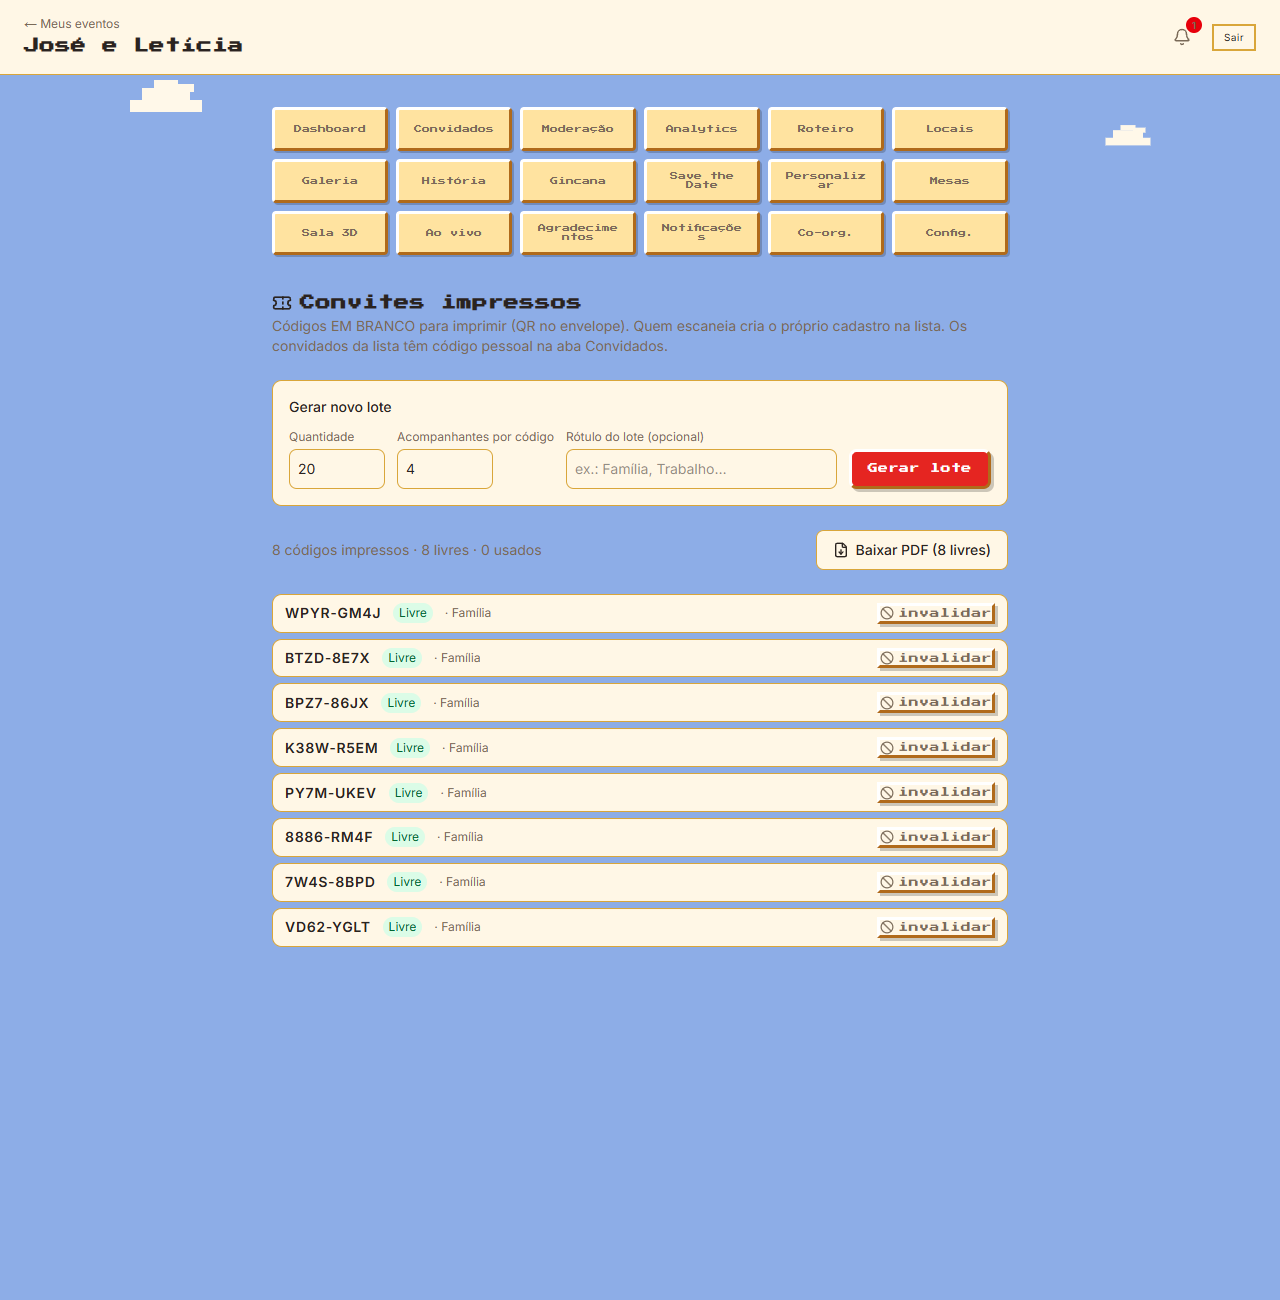 ← Meus eventos
José e Letícia
1
Sair
Dashboard
Convidados
Moderação
Analytics
Roteiro
Locais
Galeria
História
Gincana
Save the
Date
Personaliz
ar
Mesas
Sala 3D
Ao vivo
Agradecime
ntos
Notificaçõe
s
Co-org.
Config.
Convites impressos
Códigos EM BRANCO para imprimir (QR no envelope). Quem escaneia cria o próprio cadastro na lista. Os
convidados da lista têm código pessoal na aba Convidados.
Gerar novo lote
Quantidade
Acompanhantes por código
Rótulo do lote (opcional)
20
4
ex.: Família, Trabalho...
Gerar lote
8 códigos impressos · 8 livres · 0 usados
Baixar PDF (8 livres)
WPYR-GM4J Livre · Família invalidar
BTZD-8E7X Livre · Família invalidar
BPZ7-86JX Livre · Família invalidar
K38W-R5EM Livre · Família invalidar
PY7M-UKEV Livre · Família invalidar
8886-RM4F Livre · Família invalidar
7W4S-8BPD Livre · Família invalidar
VD62-YGLT Livre · Família invalidar